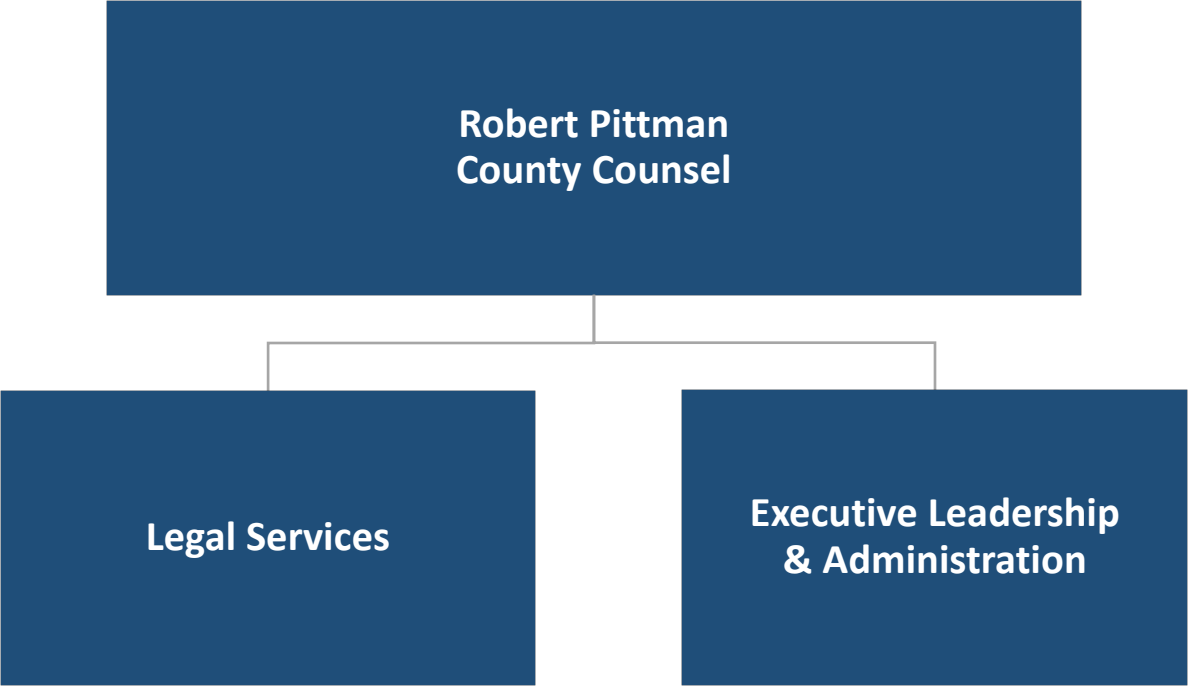 Robert Pittman
County Counsel
Legal Services
Executive Leadership
& Administration